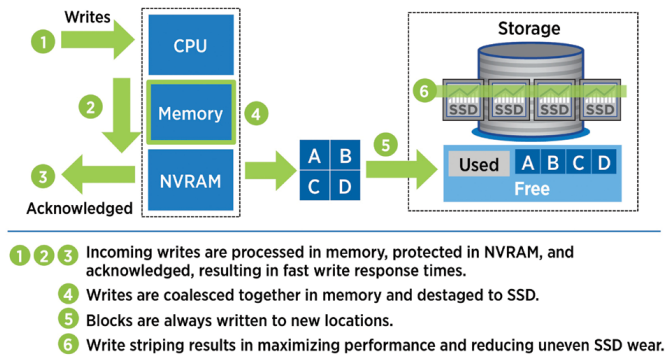 Writes
1
CPU
Storage
2
Memory
4
6
SSD SSD SSD SSD
3
NVRAM
A B
C D
5
Used A B C D
Free
Acknowledged
1 2 3 Incoming writes are processed in memory, protected in NVRAM, and
acknowledged, resulting in fast write response times.
4 Writes are coalesced together in memory and destaged to SSD.
5 Blocks are always written to new locations.
6 Write striping results in maximizing performance and reducing uneven SSD wear.